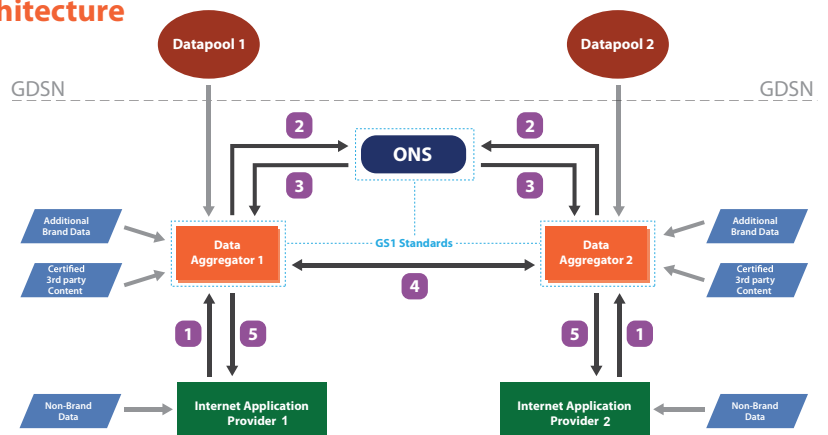 hitecture
Datapool 1
Datapool 2
GDSN
GDSN
2
2
ONS
3
3
Additional
Brand Data
Additional
Brand Data
Data
Aggregator 1
GS1 Standards
Data
Aggregator 2
Certified
3rd party
Content
Certified
3rd party
Content
4
1
5
5
1
Non-Brand
Data
Internet Application
Provider 1
Internet Application
Provider 2
Non-Brand
Data